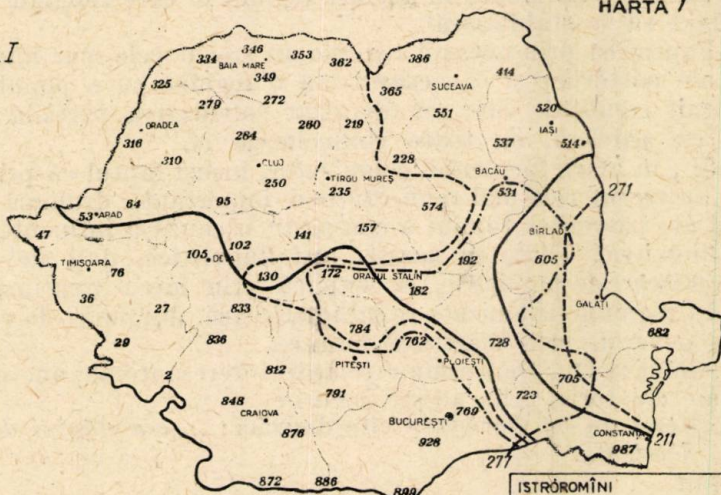 HARTA 7
I
346
334
353
362
386
BAIA MARE
349
365
SUCEAVA
414
325
279
272
551
520
ORADEA
260
219
IAȘI
316
284
537
514
310
CLUJ
228
250
TÎRGU MUREȘ
BACĂU
235
531
271
64
95
574
53 ARAD
BÎRLAD
47
141
157
105 DEVA
102
192
605
TIMIȘOARA
76
130
172
ORAȘUL STALIN
182
36
27
833
GALAȚI
784
682
29
836
762
728
PITEȘTI
PLOIEȘTI
2
812
705
848
791
723
CRAIOVA
BUCUREȘTI
769
876
928
CONSTANȚA
211
277
987
872
886
899
ISTROROMÎNI